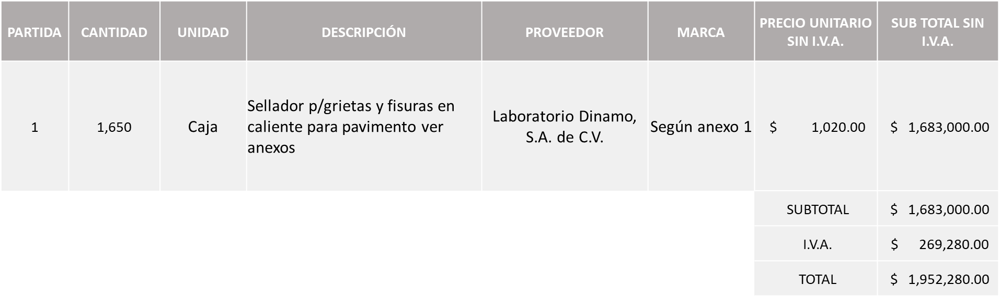 PARTIDA CANTIDAD UNIDAD DESCRIPCIÓN PROVEEDOR MARCA PRECIO UNITARIO SIN I.V.A. SUB TOTAL SIN I.V.A.
1 1,650 Caja Sellador p/grietas y fisuras en
caliente para pavimento ver
anexos
Laboratorio Dinamo,
S.A. de C.V.
Según anexo 1 $ 1,020.00 $ 1,683,000.00
SUBTOTAL $ 1,683,000.00
I.V.A. $ 269,280.00
TOTAL $ 1,952,280.00